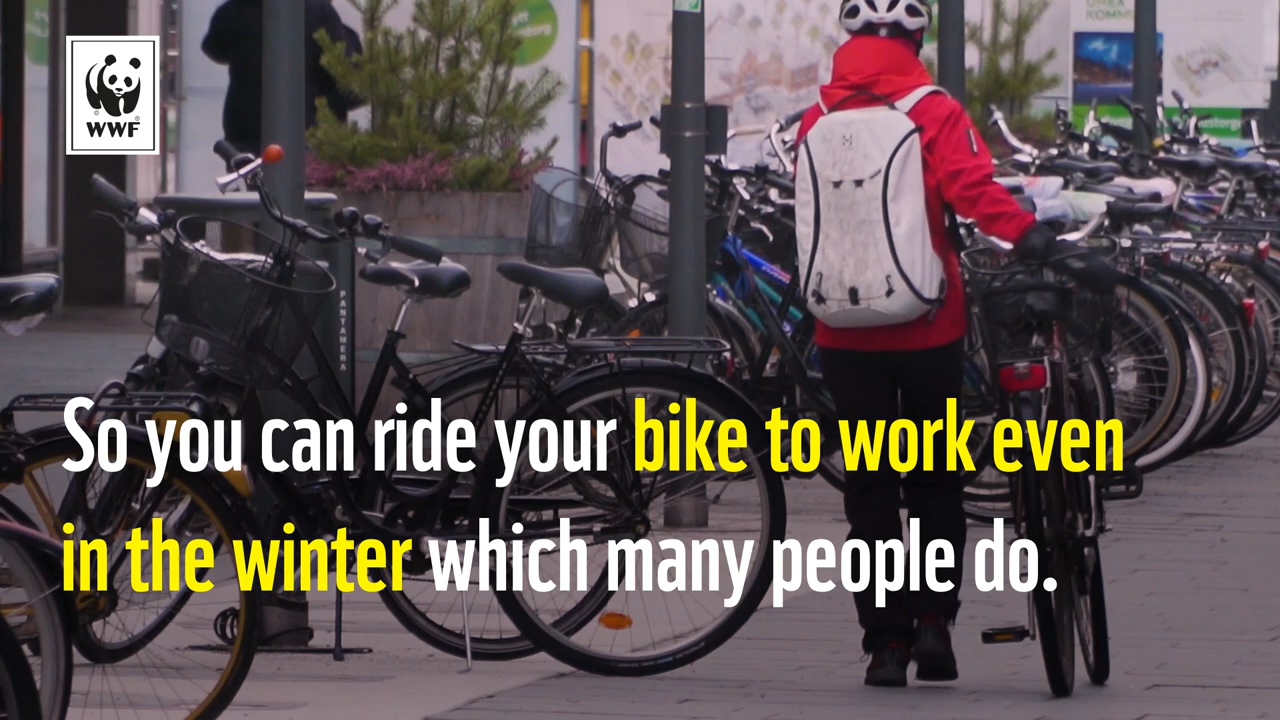 WWF
So you can ride your bike to work even
in the winter which many people do.
PANTAMERA